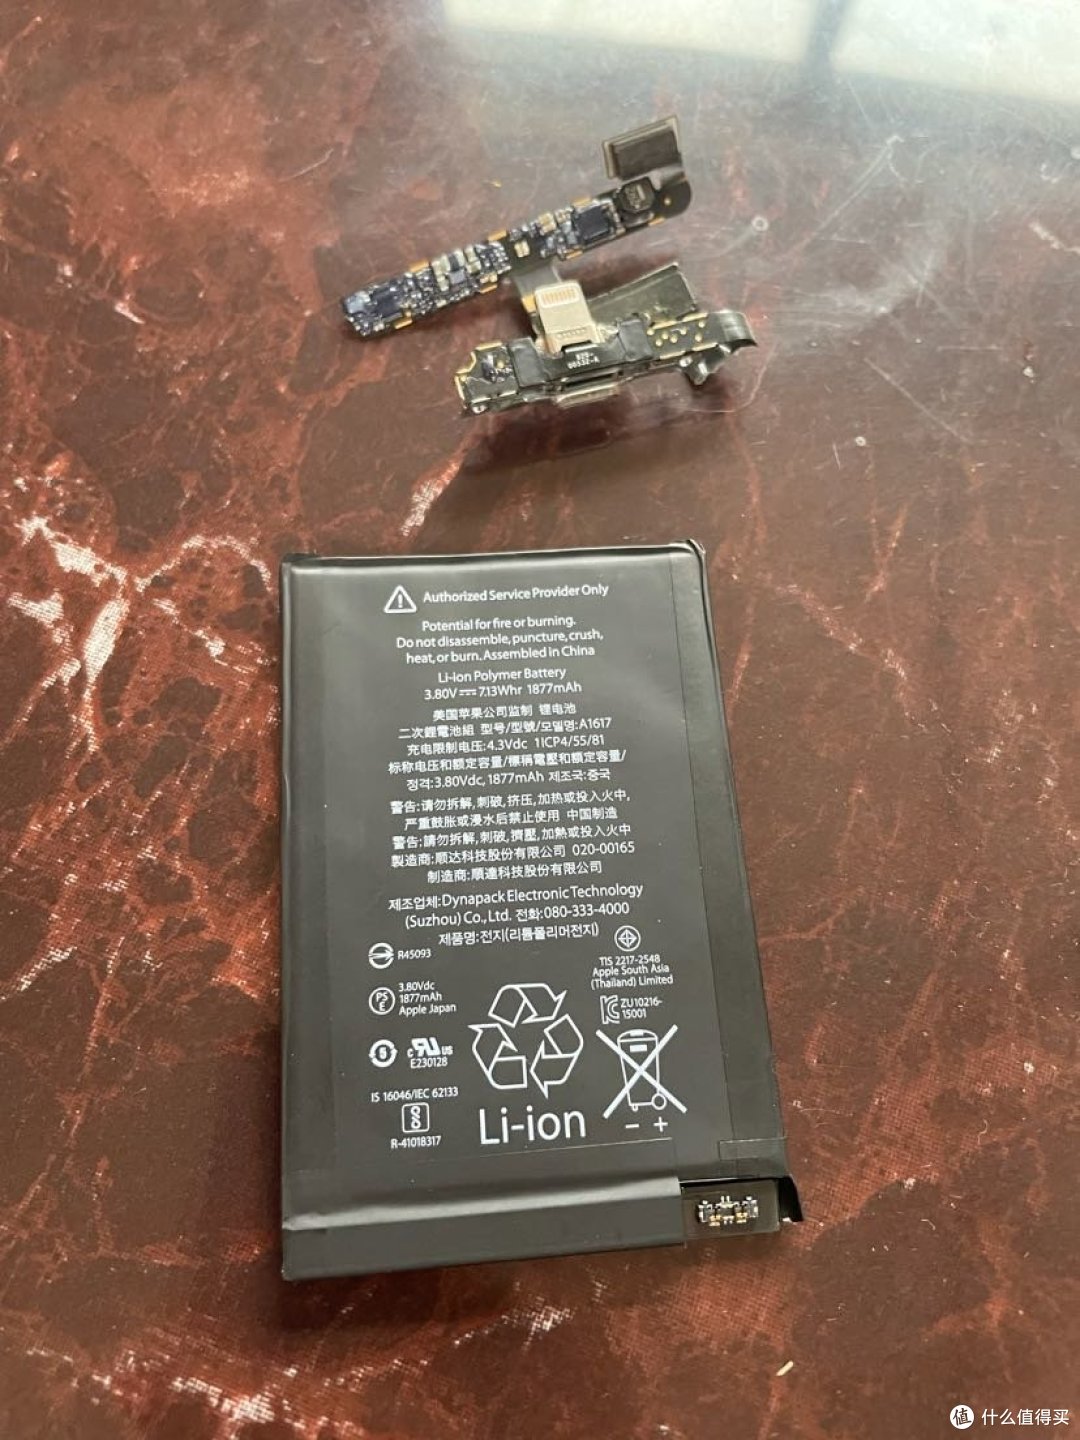 820-
00532-A
Authorized Service Provider Only
Potential for fire or burning.
Do not disassemble, puncture, crush,
heat, or burn. Assembled in China
Li-ion Polymer Battery
3.80V⎓7.13Whr 1877mAh
美国苹果公司监制 锂电池
二次鋰電池組 型号/型號/모델명:A1617
充电限制电压:4.3Vdc 1ICP4/55/81
标称电压和额定容量/標稱電壓和額定容量/
정격:3.80Vdc, 1877mAh 제조국:중국
警告:请勿拆解,刺破,挤压,加热或投入火中,
严重鼓胀或浸水后禁止使用 中国制造
警告:請勿拆解,刺破,擠壓,加熱或投入火中
製造商:顺达科技股份有限公司 020-00165
制造商:順達科技股份有限公司
제조업체:Dynapack Electronic Technology
(Suzhou) Co., Ltd. 전화:080-333-4000
제품명:전지(리튬폴리머전지)
R45093
TIS 2217-2548
Apple South Asia
(Thailand) Limited
PS
E
3.80Vdc
1877mAh
Apple Japan
ZU10216-
15001
c RU us
E230128
IS 16046/IEC 62133
R-41018317
Li-ion
− +
值 什么值得买